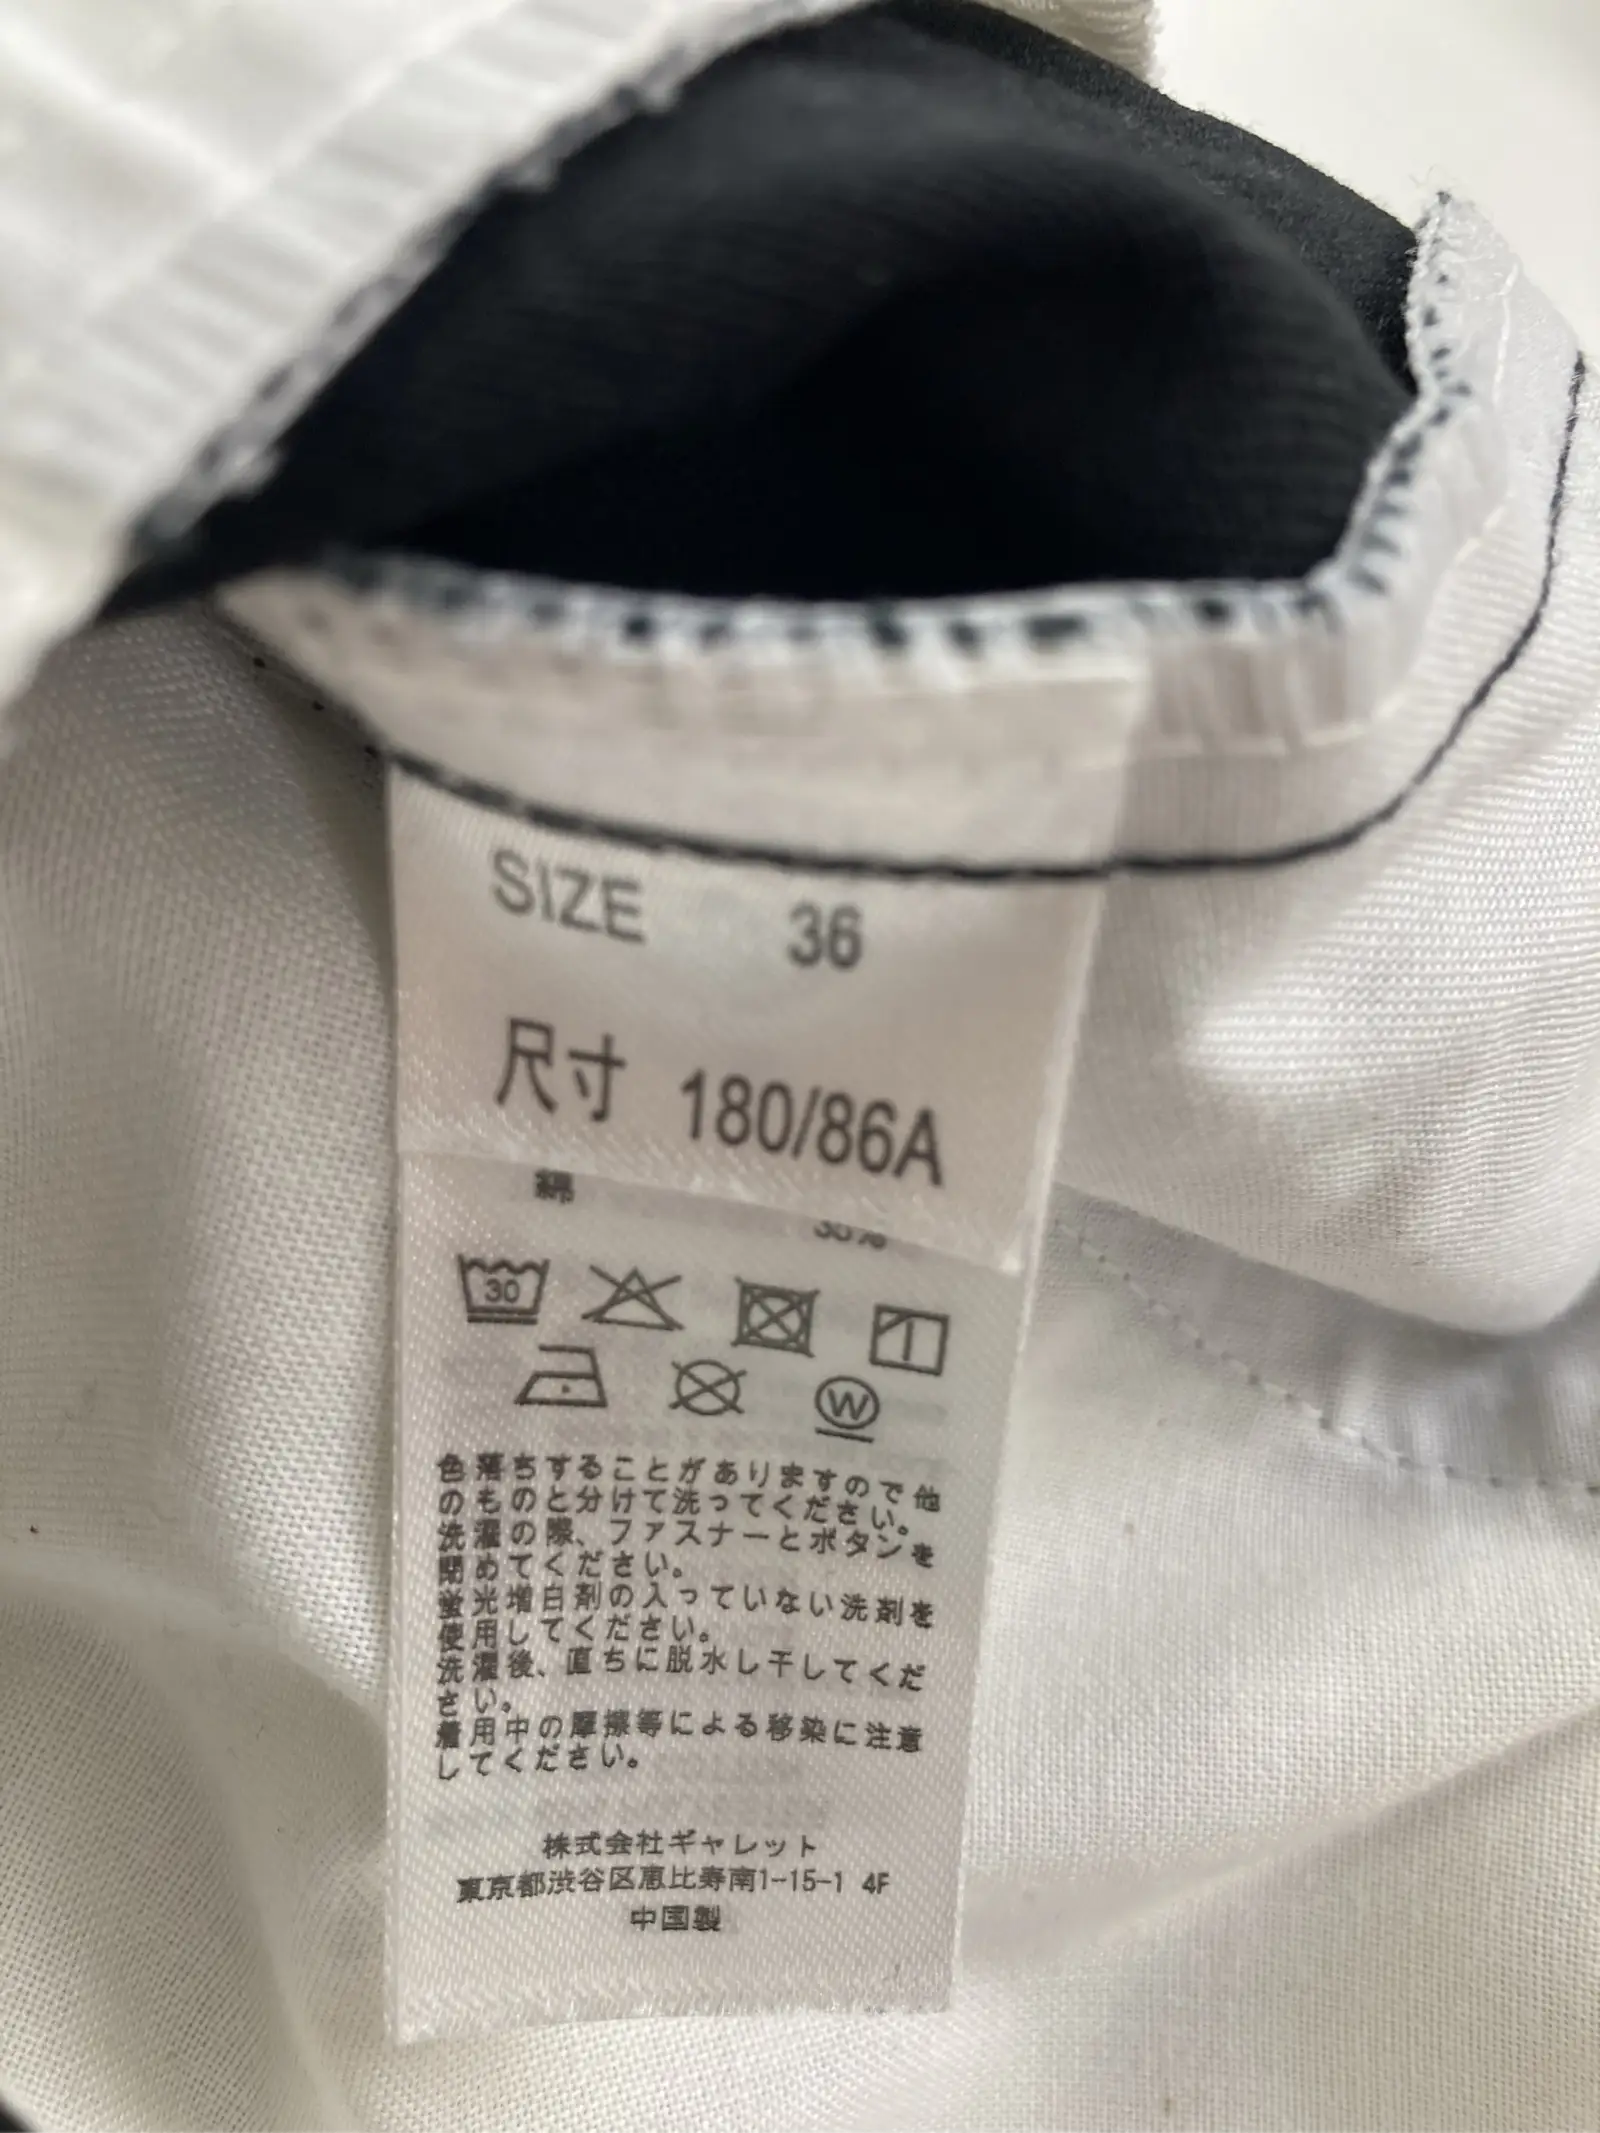 SIZE 36
尺寸 180/86A
綿
30
W
色落ちすることがありますので他
のものと分けて洗ってください。
洗濯の際、ファスナーとボタンを
閉めてください。
蛍光増白剤の入っていない洗剤を
使用してください。
洗濯後、直ちに脱水し干してくだ
さい。
着用中の摩擦等による移染に注意
してください。
株式会社ギャレット
東京都渋谷区恵比寿南1-15-1 4F
中国製